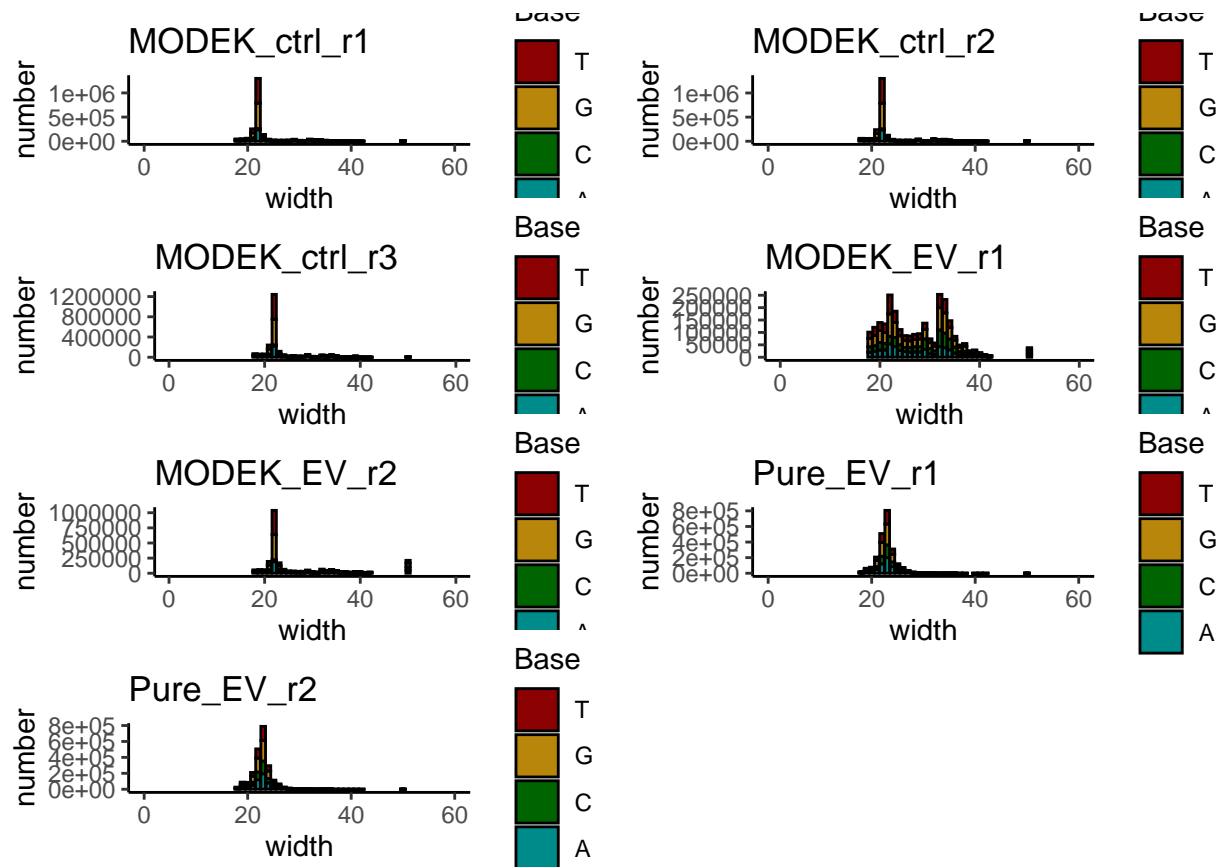 MODEK_ctrl_r1
number
1e+06
5e+05
0e+00
0 20 40 60
width
Base
T
G
C
A
MODEK_ctrl_r2
number
1e+06
5e+05
0e+00
0 20 40 60
width
Base
T
G
C
A
MODEK_ctrl_r3
number
1200000
800000
400000
0
0 20 40 60
width
Base
T
G
C
A
MODEK_EV_r1
number
250000
200000
150000
100000
50000
0
0 20 40 60
width
Base
T
G
C
A
MODEK_EV_r2
number
1000000
750000
500000
250000
0
0 20 40 60
width
Base
T
G
C
A
Pure_EV_r1
number
8e+05
6e+05
4e+05
2e+05
0e+00
0 20 40 60
width
Base
T
G
C
A
Pure_EV_r2
number
8e+05
6e+05
4e+05
2e+05
0e+00
0 20 40 60
width
Base
T
G
C
A